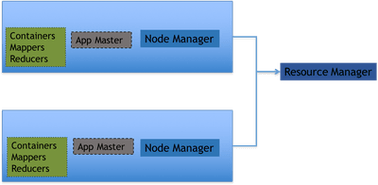 Containers
Mappers
Reducers
App Master
Node Manager
Resource Manager
Containers
Mappers
Reducers
App Master
Node Manager